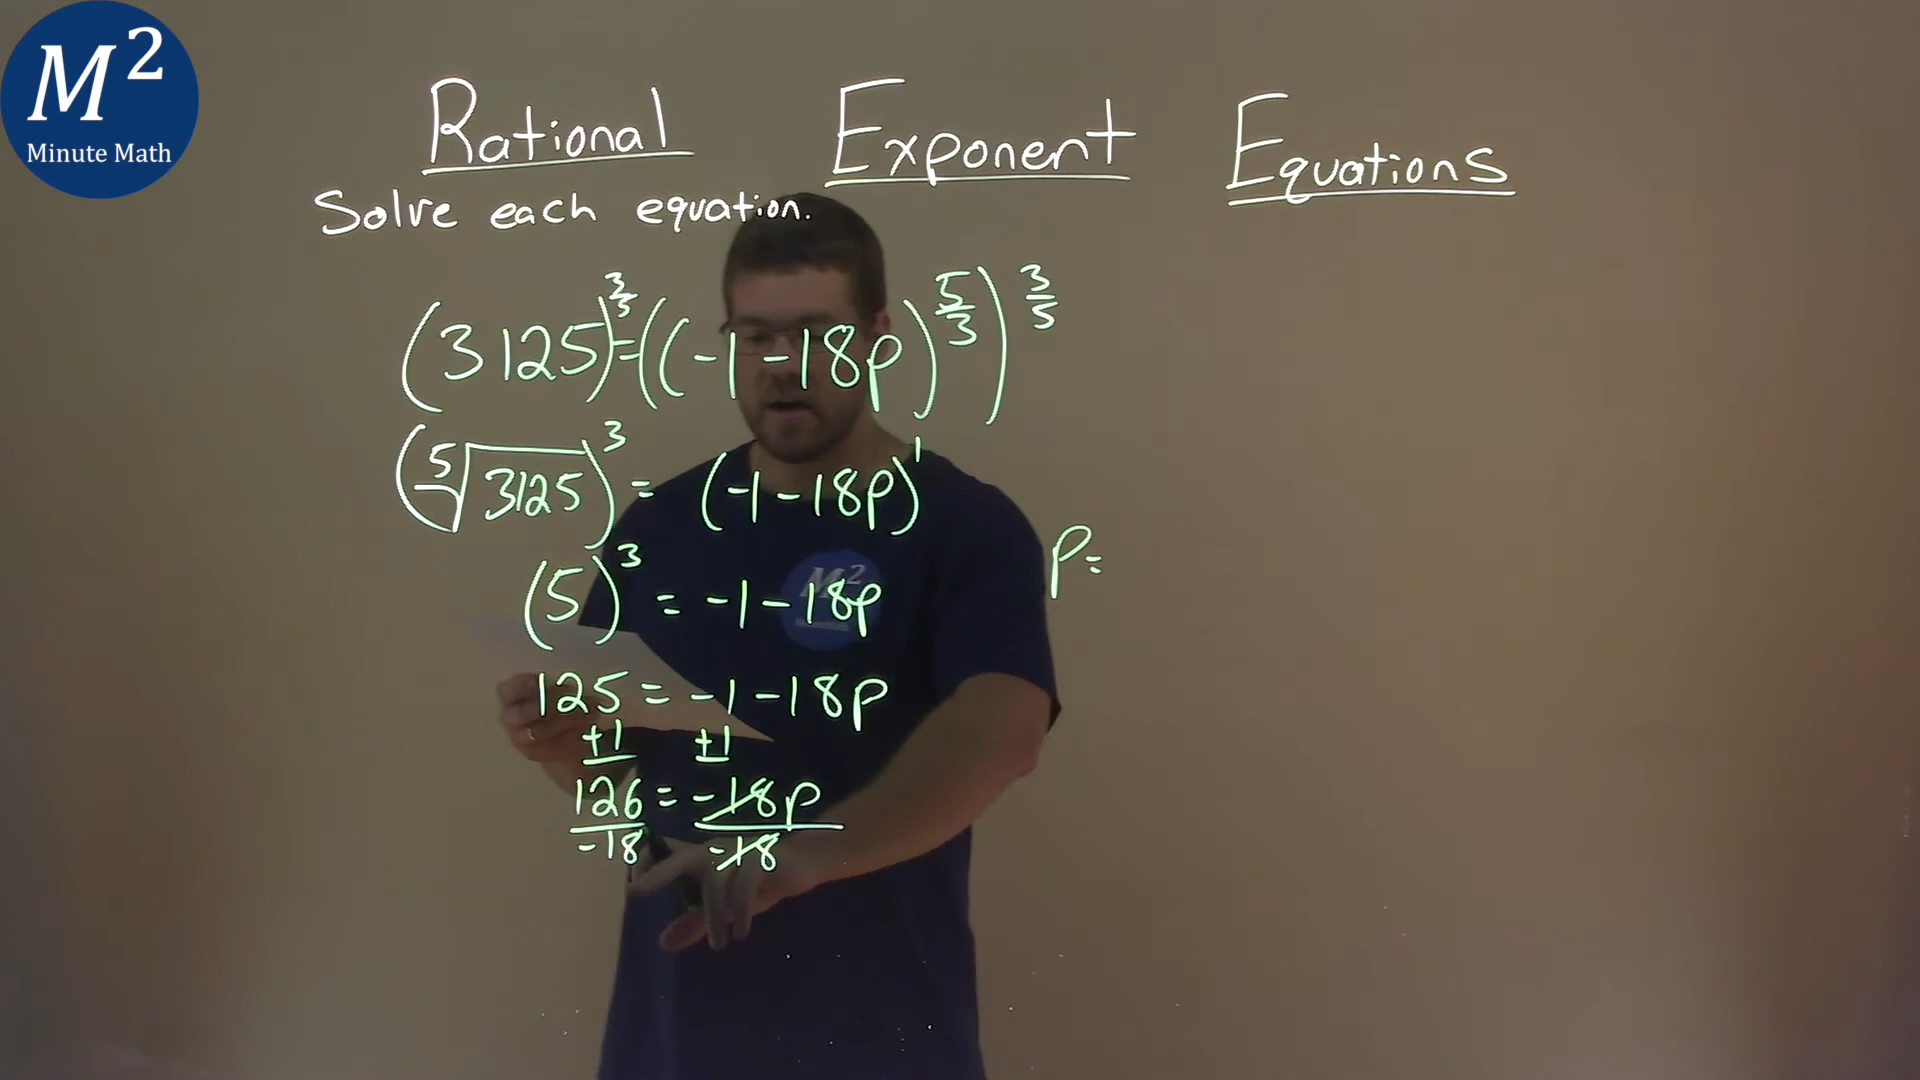 M²
Minute Math
Rational Exponent Equations
Solve each equation.
(3125)^(3/5) = ((-1-18p)^(5/3))^(3/5)
(⁵√3125)³ = (-1-18p)¹
(5)³ = -1-18p
p=
125 = -1-18p
+1 +1
126 = -18p
-18 -18
M²